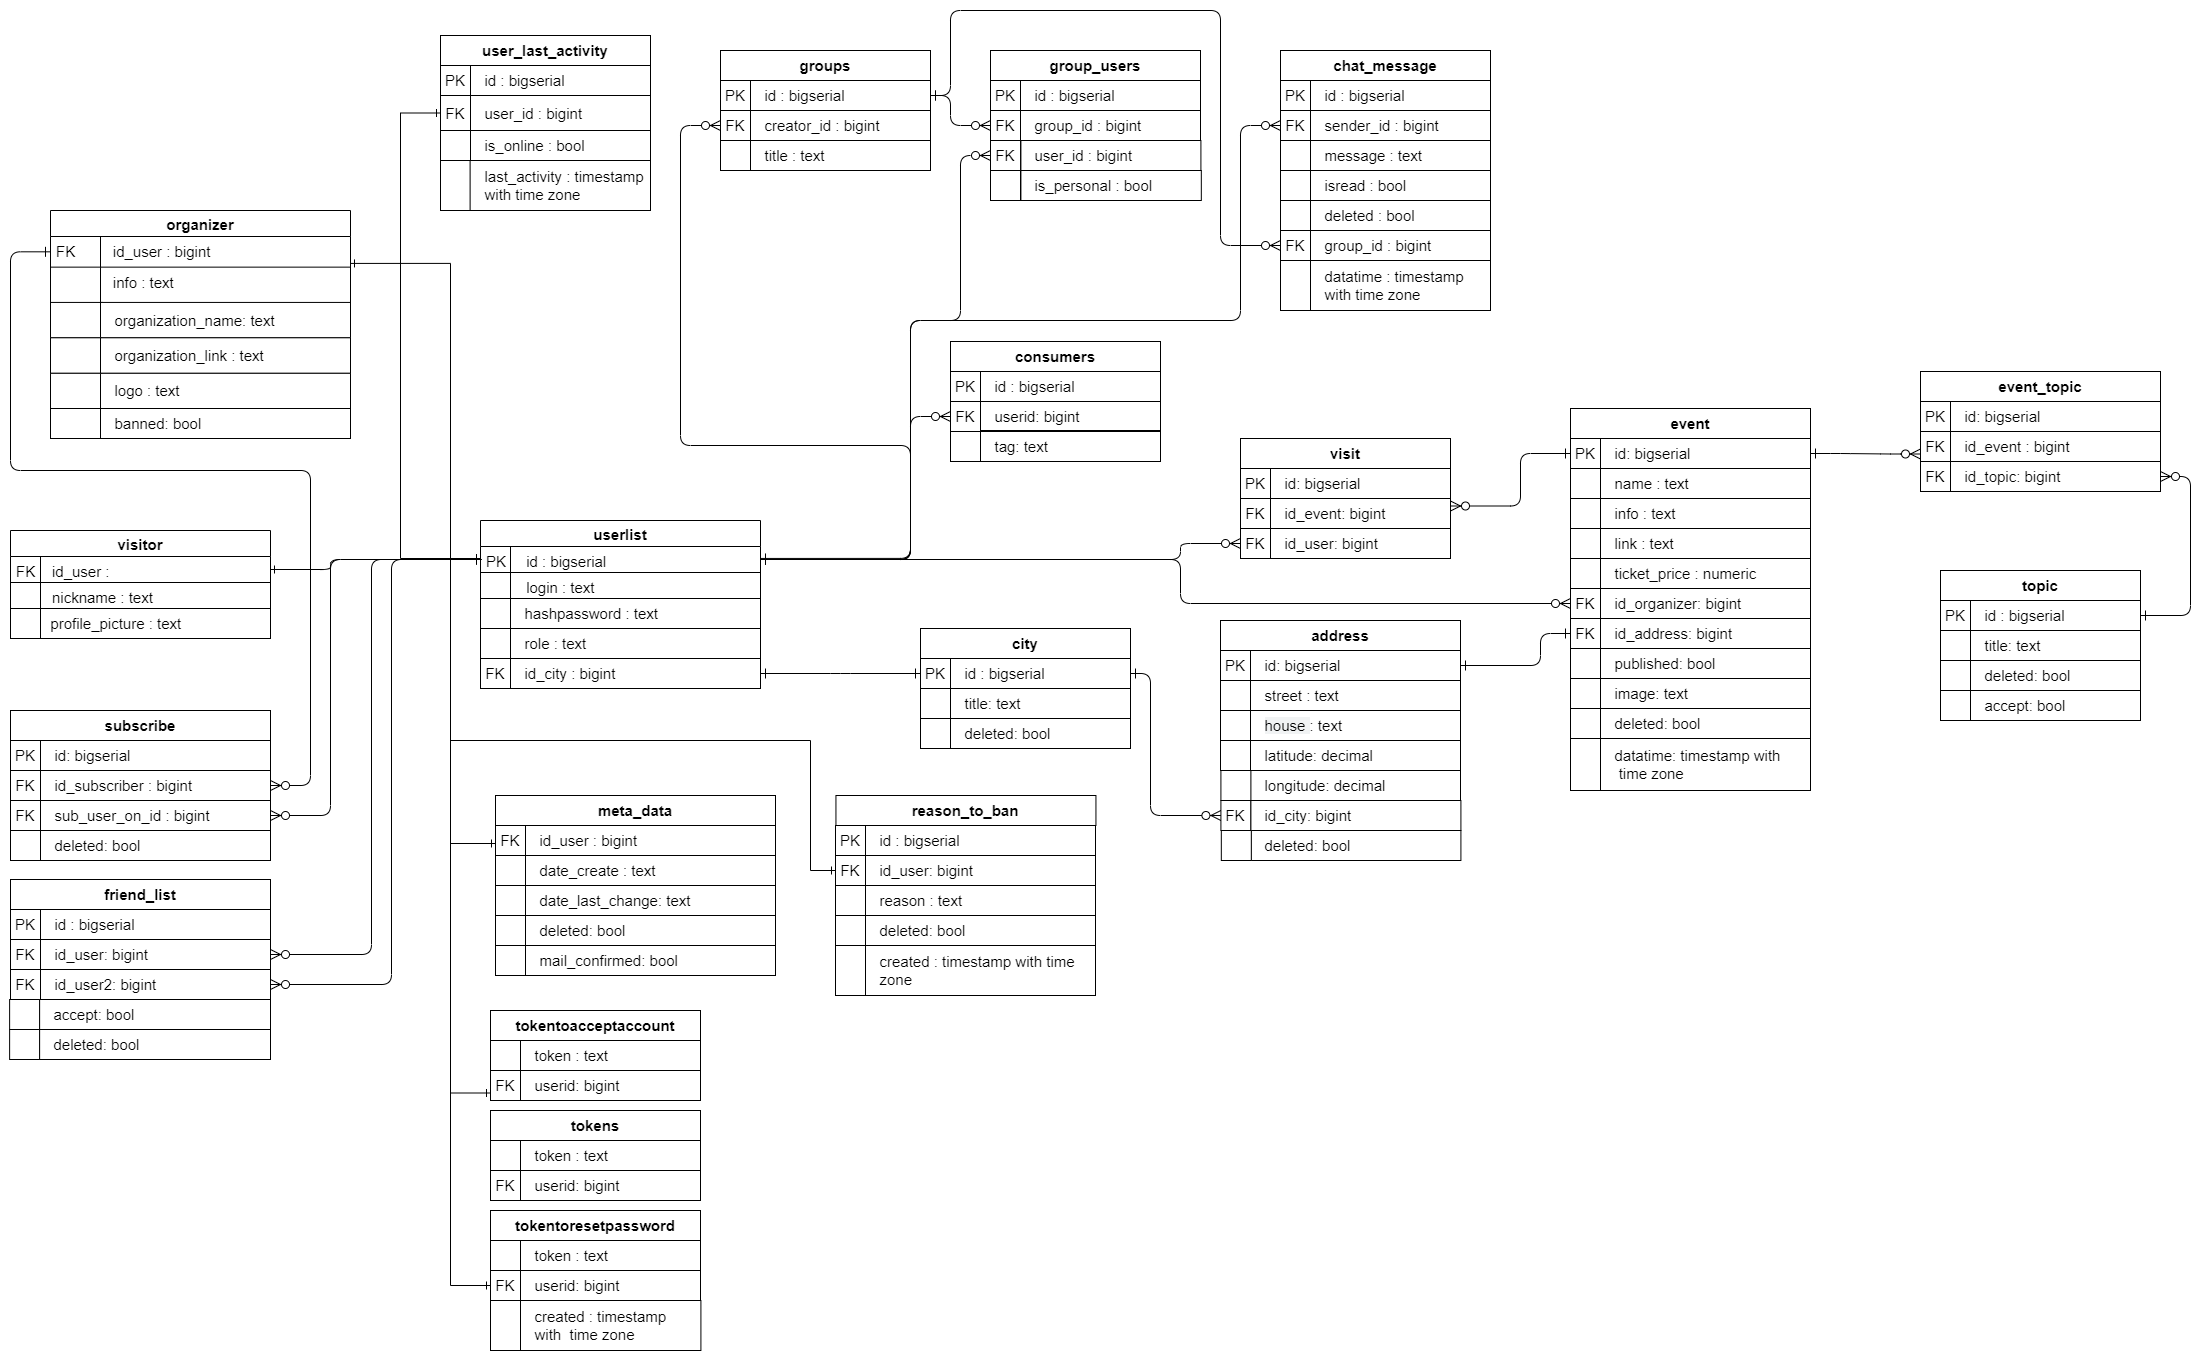 user_last_activity
PK id : bigserial
FK user_id : bigint
is_online : bool
last_activity : timestamp
with time zone
groups
PK id : bigserial
FK creator_id : bigint
title : text
group_users
PK id : bigserial
FK group_id : bigint
FK user_id : bigint
is_personal : bool
chat_message
PK id : bigserial
FK sender_id : bigint
message : text
isread : bool
deleted : bool
FK group_id : bigint
datatime : timestamp
with time zone
organizer
FK id_user : bigint
info : text
organization_name: text
organization_link : text
logo : text
banned: bool
consumers
PK id : bigserial
FK userid: bigint
tag: text
visit
PK id: bigserial
FK id_event: bigint
FK id_user: bigint
event
PK id: bigserial
name : text
info : text
link : text
ticket_price : numeric
FK id_organizer: bigint
FK id_address: bigint
published: bool
image: text
deleted: bool
datatime: timestamp with
time zone
event_topic
PK id: bigserial
FK id_event : bigint
FK id_topic: bigint
topic
PK id : bigserial
title: text
deleted: bool
accept: bool
visitor
FK id_user :
nickname : text
profile_picture : text
userlist
PK id : bigserial
login : text
hashpassword : text
role : text
FK id_city : bigint
city
PK id : bigserial
title: text
deleted: bool
address
PK id: bigserial
street : text
house : text
latitude: decimal
longitude: decimal
FK id_city: bigint
deleted: bool
subscribe
PK id: bigserial
FK id_subscriber : bigint
FK sub_user_on_id : bigint
deleted: bool
friend_list
PK id : bigserial
FK id_user: bigint
FK id_user2: bigint
accept: bool
deleted: bool
meta_data
FK id_user : bigint
date_create : text
date_last_change: text
deleted: bool
mail_confirmed: bool
reason_to_ban
PK id : bigserial
FK id_user: bigint
reason : text
deleted: bool
created : timestamp with time
zone
tokentoacceptaccount
token : text
FK userid: bigint
tokens
token : text
FK userid: bigint
tokentoresetpassword
token : text
FK userid: bigint
created : timestamp
with time zone